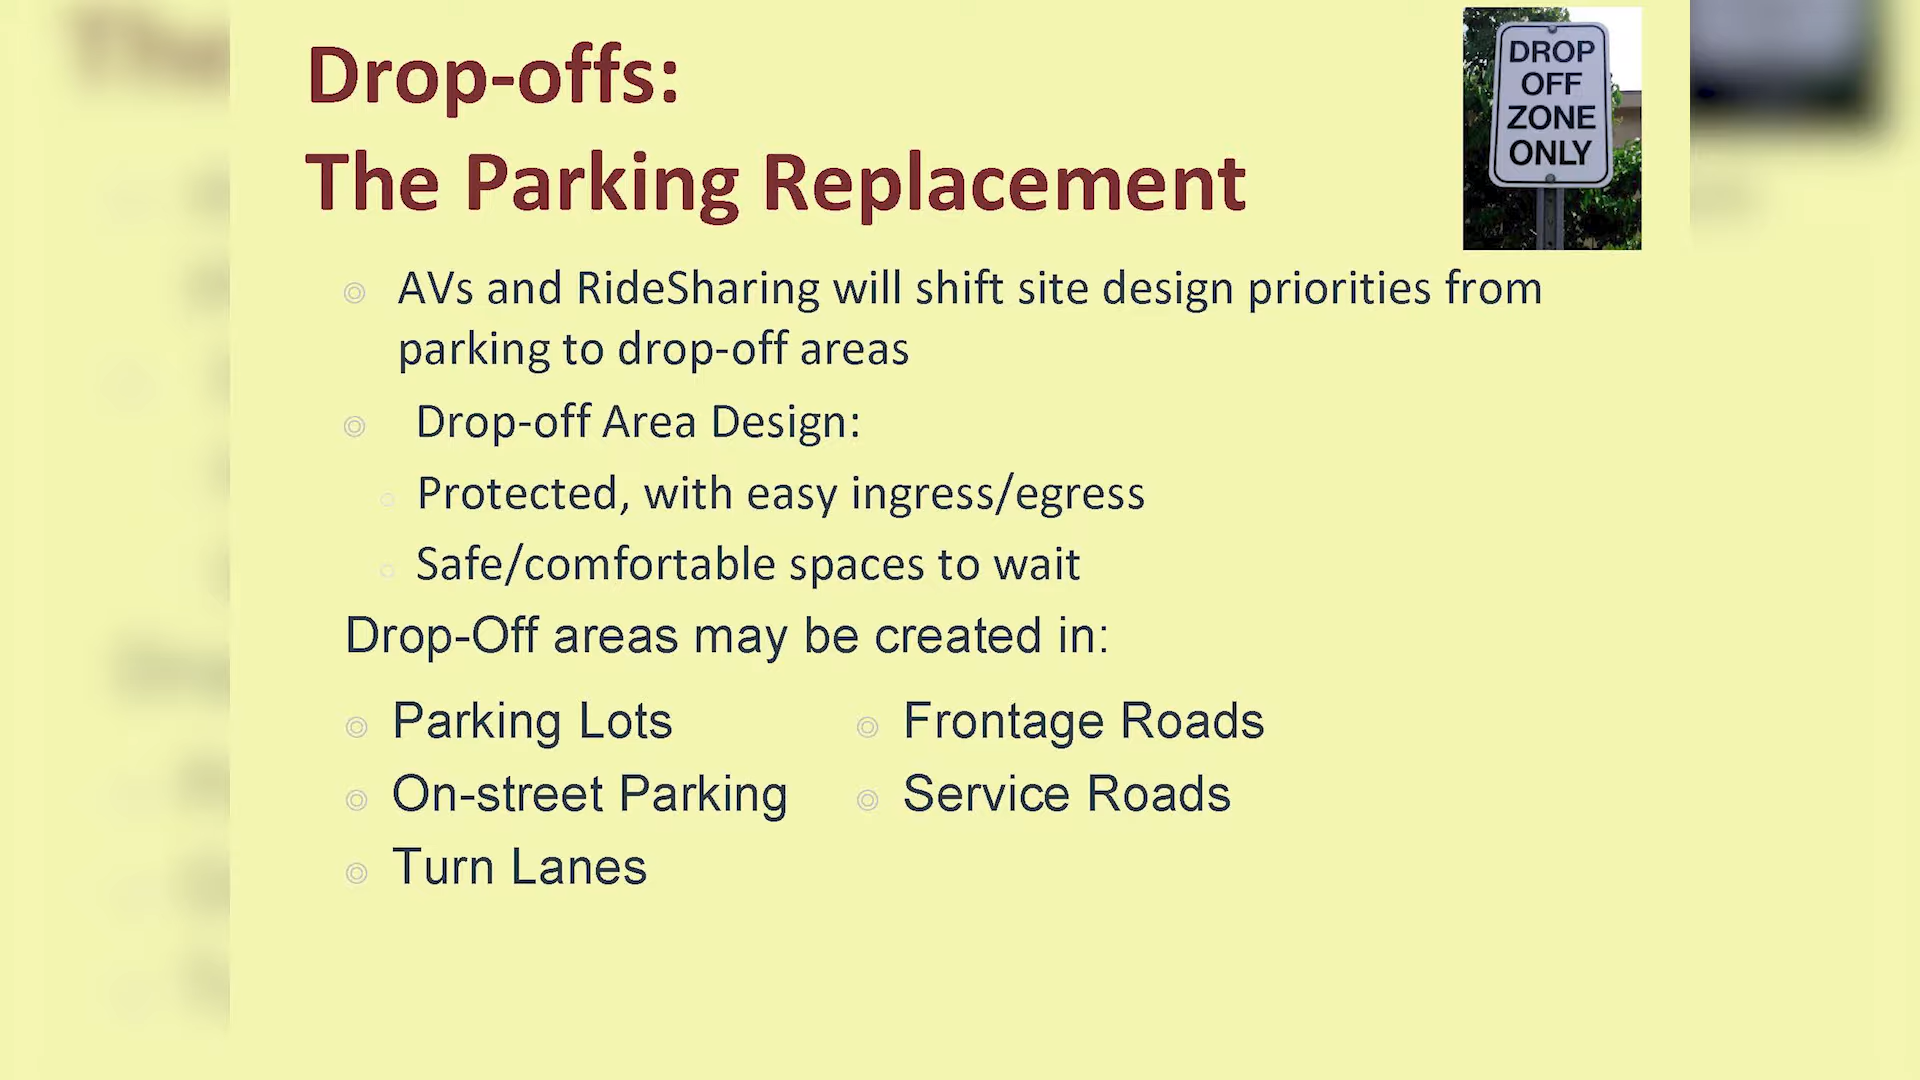 Drop-offs:
The Parking Replacement
DROP
OFF
ZONE
ONLY
AVs and RideSharing will shift site design priorities from
parking to drop-off areas
Drop-off Area Design:
Protected, with easy ingress/egress
Safe/comfortable spaces to wait
Drop-Off areas may be created in:
Parking Lots
On-street Parking
Turn Lanes
Frontage Roads
Service Roads